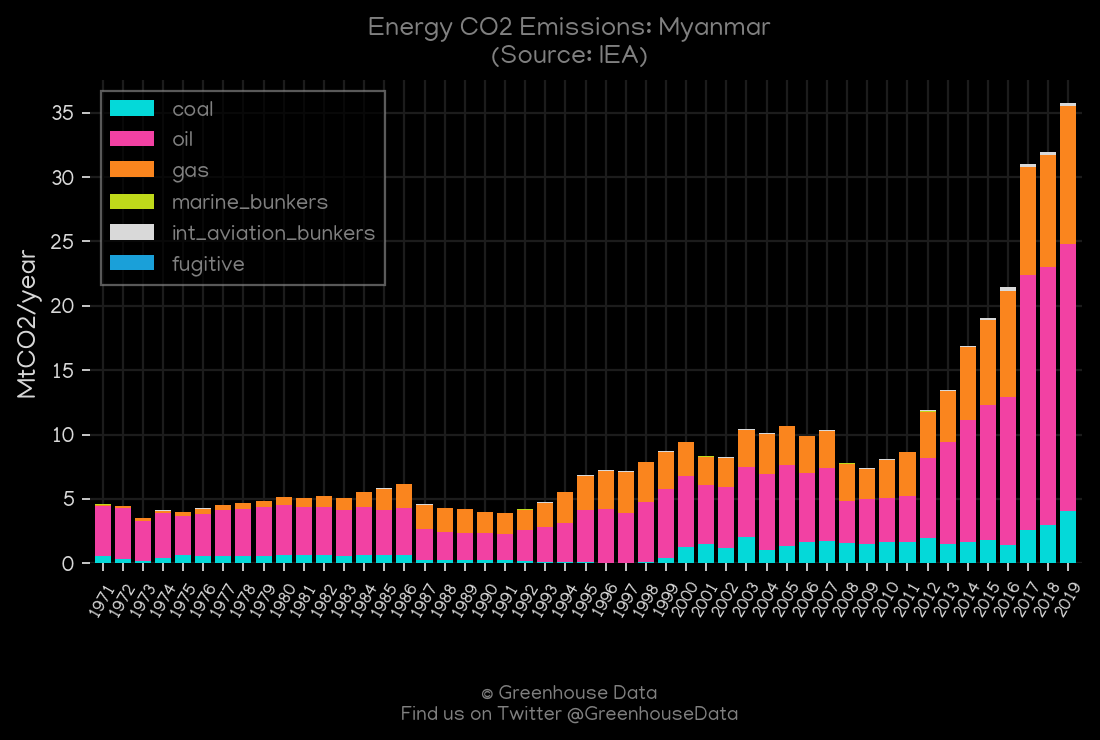 Energy CO2 Emissions: Myanmar
(Source: IEA)
MtCO2/year
35
30
25
20
15
10
5
0
coal
oil
gas
marine_bunkers
int_aviation_bunkers
fugitive
1971 1972 1973 1974 1975 1976 1977 1978 1979 1980 1981 1982 1983 1984 1985 1986 1987 1988 1989 1990 1991 1992 1993 1994 1995 1996 1997 1998 1999 2000 2001 2002 2003 2004 2005 2006 2007 2008 2009 2010 2011 2012 2013 2014 2015 2016 2017 2018 2019
© Greenhouse Data
Find us on Twitter @GreenhouseData